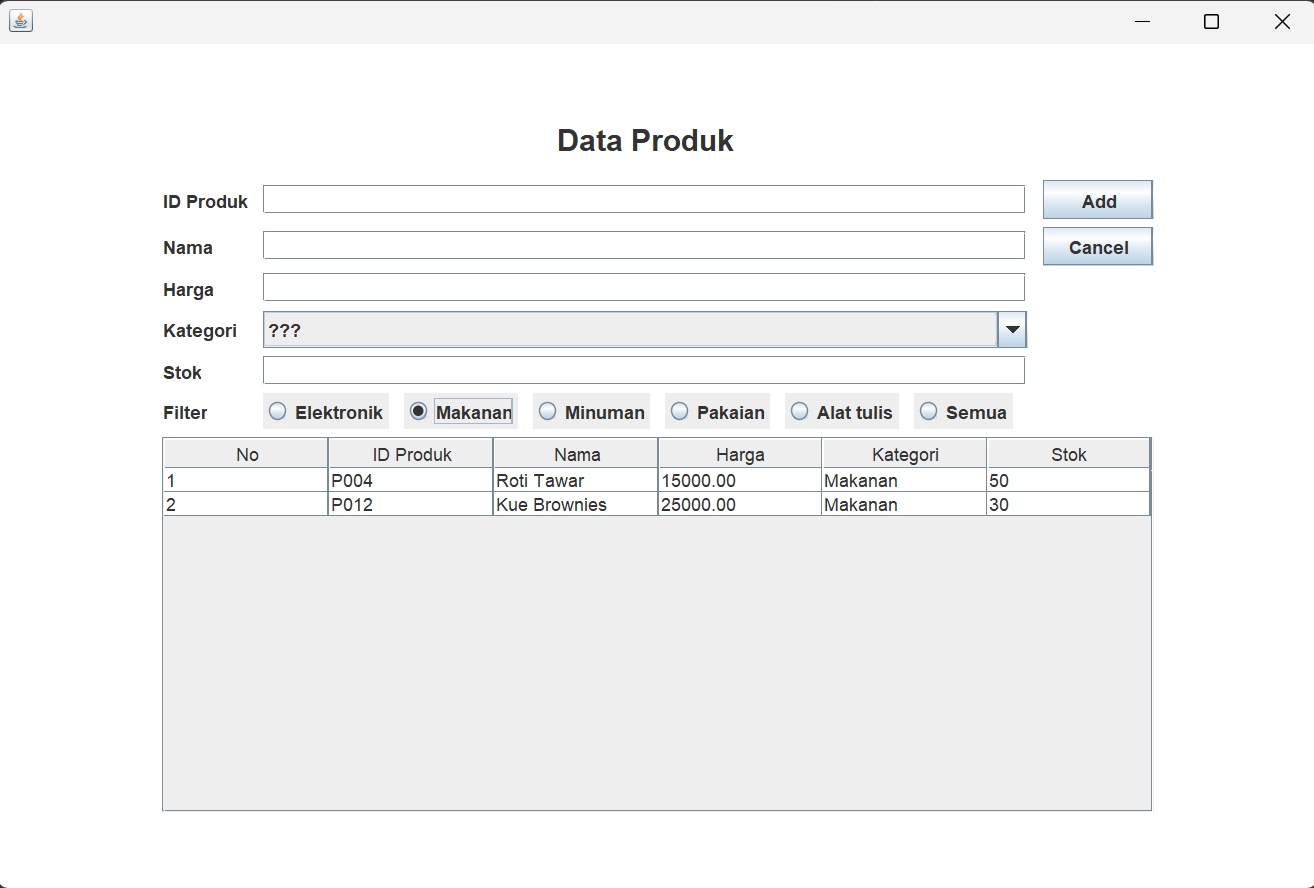 Data Produk
ID Produk Add
Nama Cancel
Harga
Kategori ???
Stok
Filter Elektronik Makanan Minuman Pakaian Alat tulis Semua
No ID Produk Nama Harga Kategori Stok
1 P004 Roti Tawar 15000.00 Makanan 50
2 P012 Kue Brownies 25000.00 Makanan 30